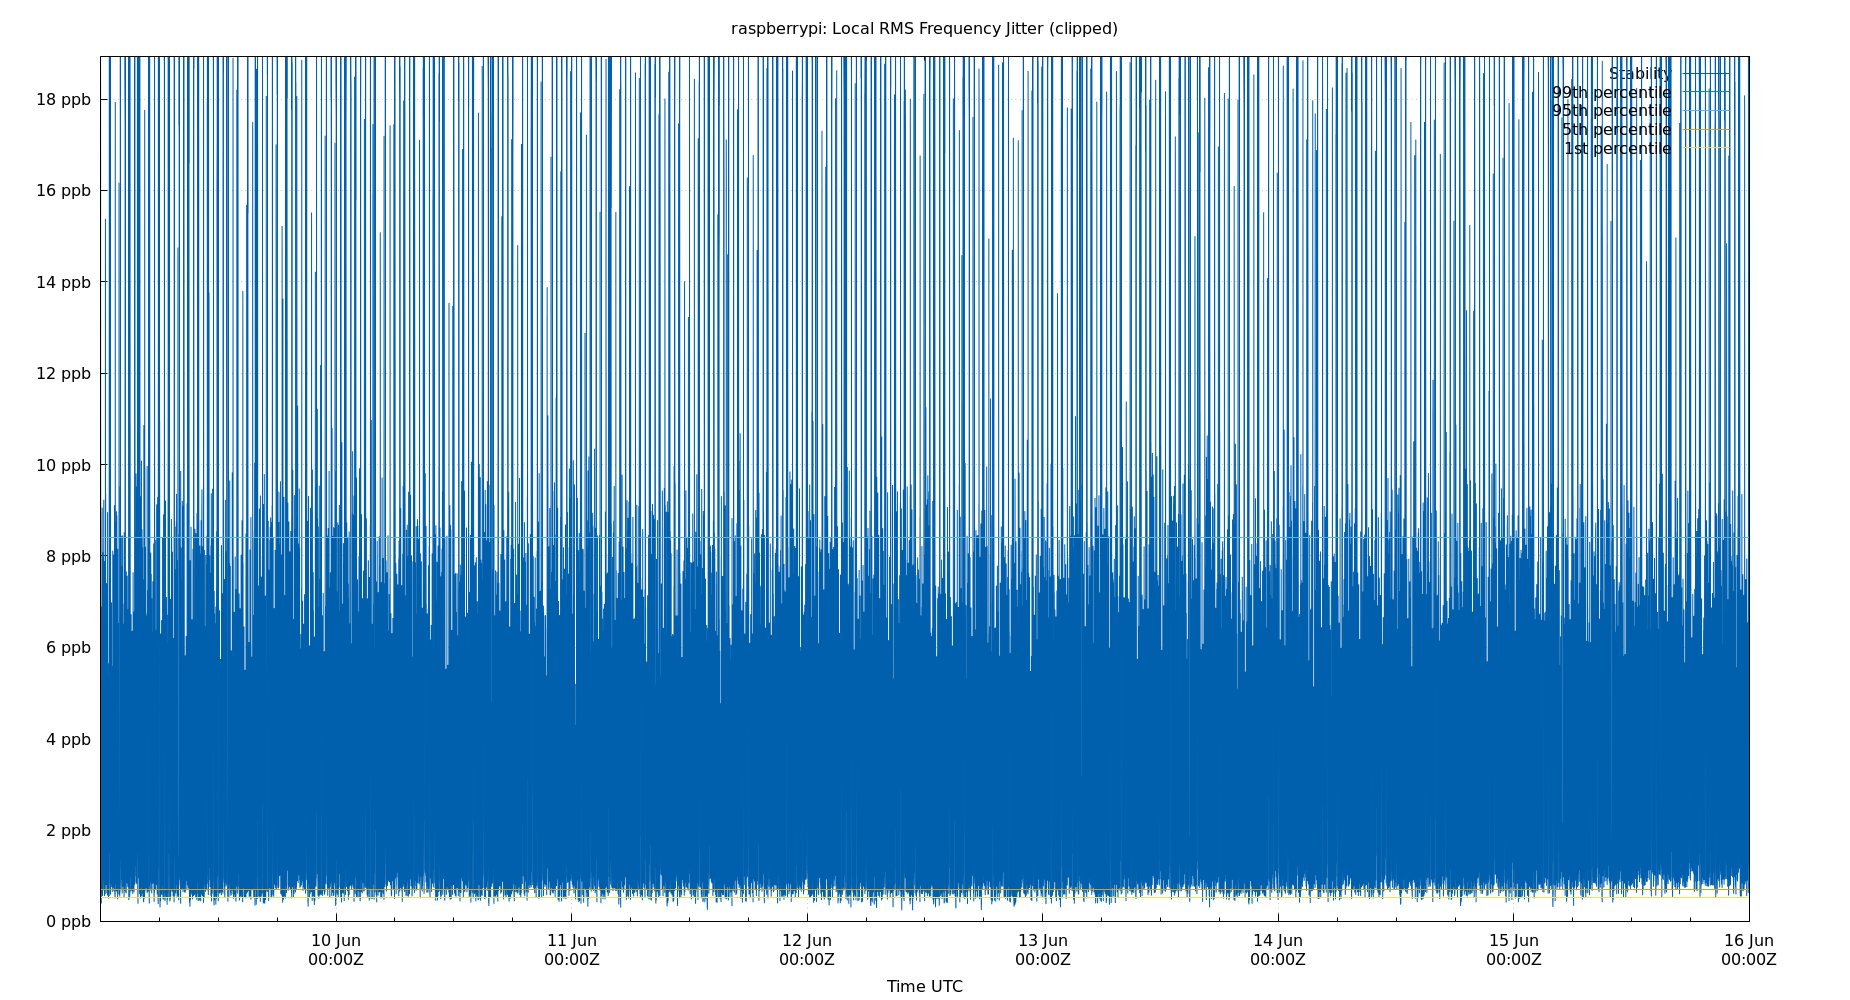 raspberrypi: Local RMS Frequency Jitter (clipped)
18 ppb
16 ppb
14 ppb
12 ppb
10 ppb
8 ppb
6 ppb
4 ppb
2 ppb
0 ppb
Stability
99th percentile
95th percentile
5th percentile
1st percentile
10 Jun
00:00Z
11 Jun
00:00Z
12 Jun
00:00Z
13 Jun
00:00Z
14 Jun
00:00Z
15 Jun
00:00Z
16 Jun
00:00Z
Time UTC